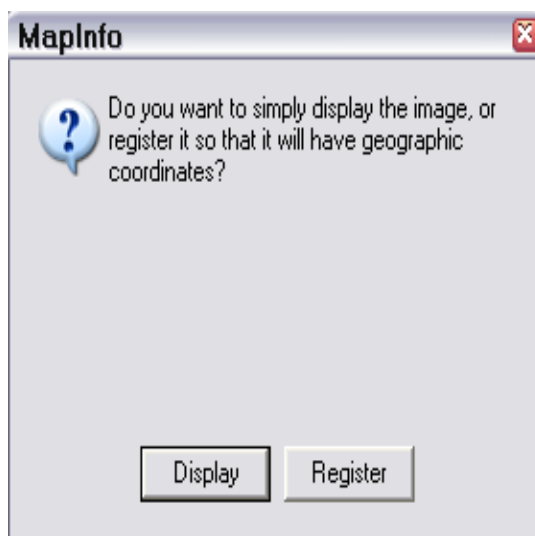 MapInfo
Do you want to simply display the image, or
register it so that it will have geographic
coordinates?
Display
Register